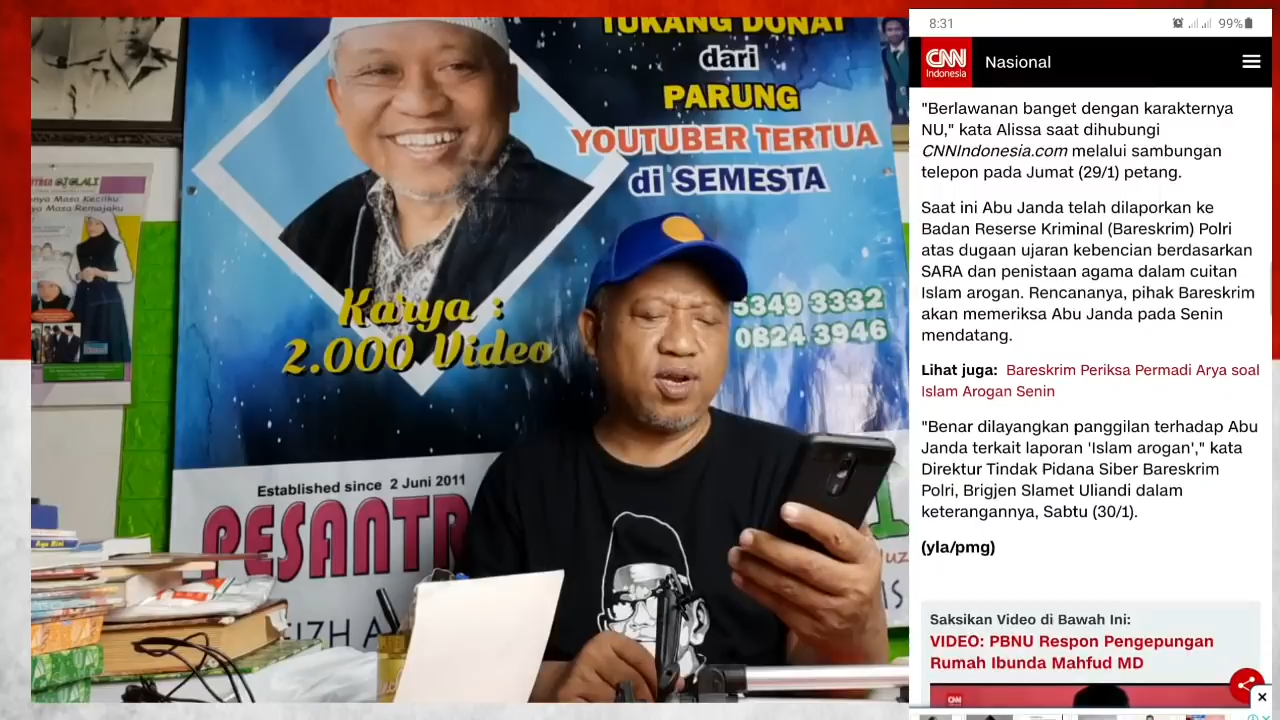 TUKANG DONAT
dari
PARUNG
YOUTUBER TERTUA
di SEMESTA
Karya :
2.000 Video
5349 3332
0824 3946
Established since 2 Juni 2011
PESANTR
FIZH A
8:31
99%
CNN
Indonesia
Nasional
"Berlawanan banget dengan karakternya
NU," kata Alissa saat dihubungi
CNNIndonesia.com melalui sambungan
telepon pada Jumat (29/1) petang.
Saat ini Abu Janda telah dilaporkan ke
Badan Reserse Kriminal (Bareskrim) Polri
atas dugaan ujaran kebencian berdasarkan
SARA dan penistaan agama dalam cuitan
Islam arogan. Rencananya, pihak Bareskrim
akan memeriksa Abu Janda pada Senin
mendatang.
Lihat juga: Bareskrim Periksa Permadi Arya soal
Islam Arogan Senin
"Benar dilayangkan panggilan terhadap Abu
Janda terkait laporan 'Islam arogan'," kata
Direktur Tindak Pidana Siber Bareskrim
Polri, Brigjen Slamet Uliandi dalam
keterangannya, Sabtu (30/1).
(yla/pmg)
Saksikan Video di Bawah Ini:
VIDEO: PBNU Respon Pengepungan
Rumah Ibunda Mahfud MD
CNN